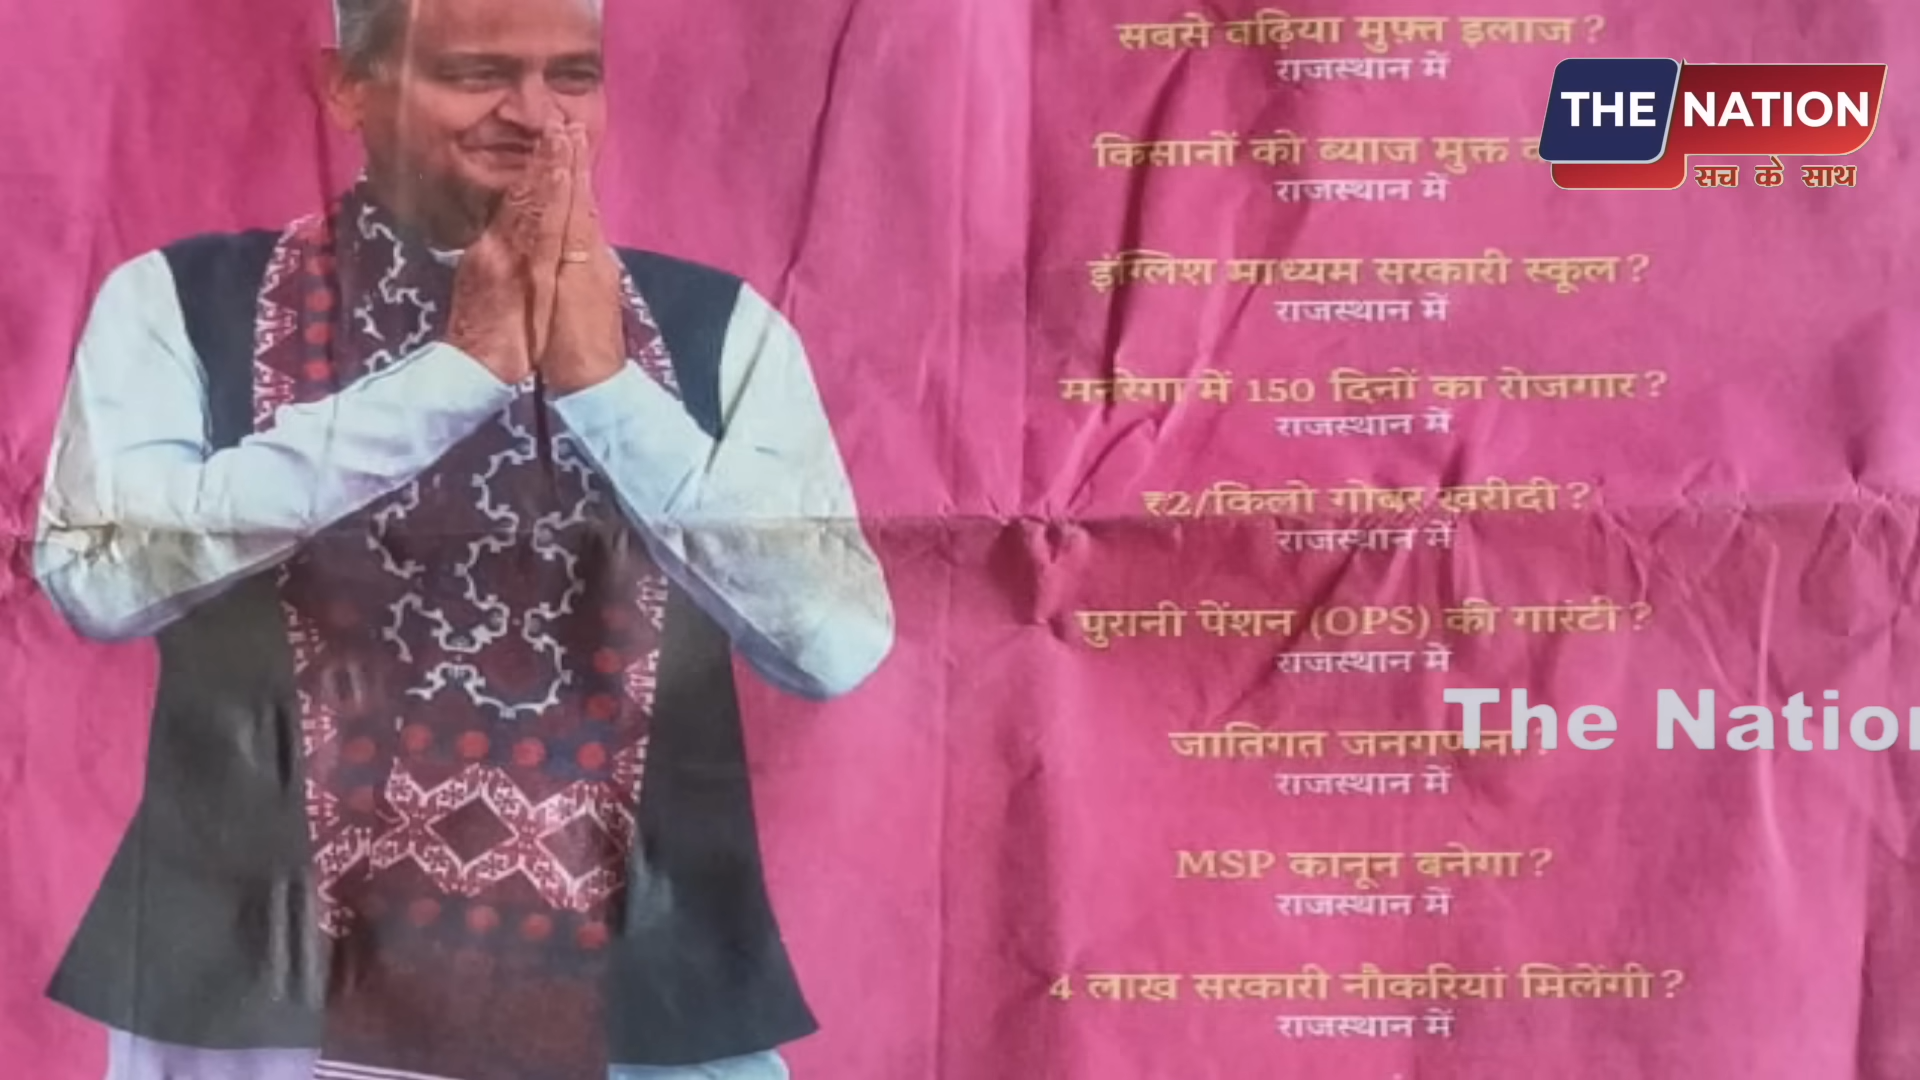 सबसे बढ़िया मुफ़्त इलाज ?
राजस्थान में
किसानों को ब्याज मुक्त
राजस्थान में
इंग्लिश माध्यम सरकारी स्कूल ?
राजस्थान में
मनरेगा में 150 दिनों का रोजगार ?
राजस्थान में
₹2/किलो गोबर खरीदी ?
राजस्थान में
पुरानी पेंशन (OPS) की गारंटी ?
राजस्थान में
जातिगत जनगणना ?
राजस्थान में
MSP कानून बनेगा ?
राजस्थान में
4 लाख सरकारी नौकरियां मिलेंगी ?
राजस्थान में
THE NATION
सच के साथ
The Nation